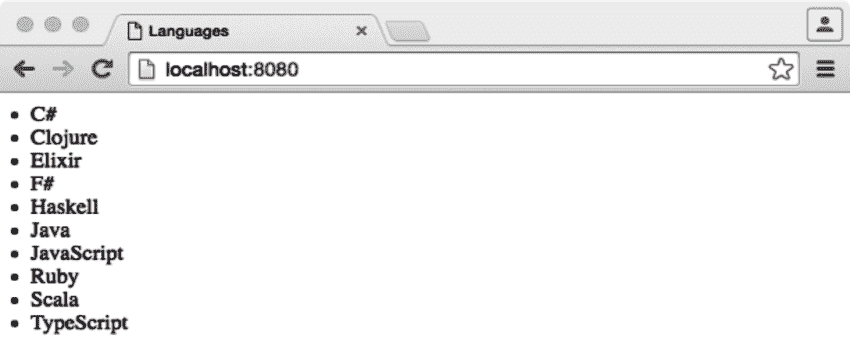 Languages
localhost:8080
C#
Clojure
Elixir
F#
Haskell
Java
JavaScript
Ruby
Scala
TypeScript